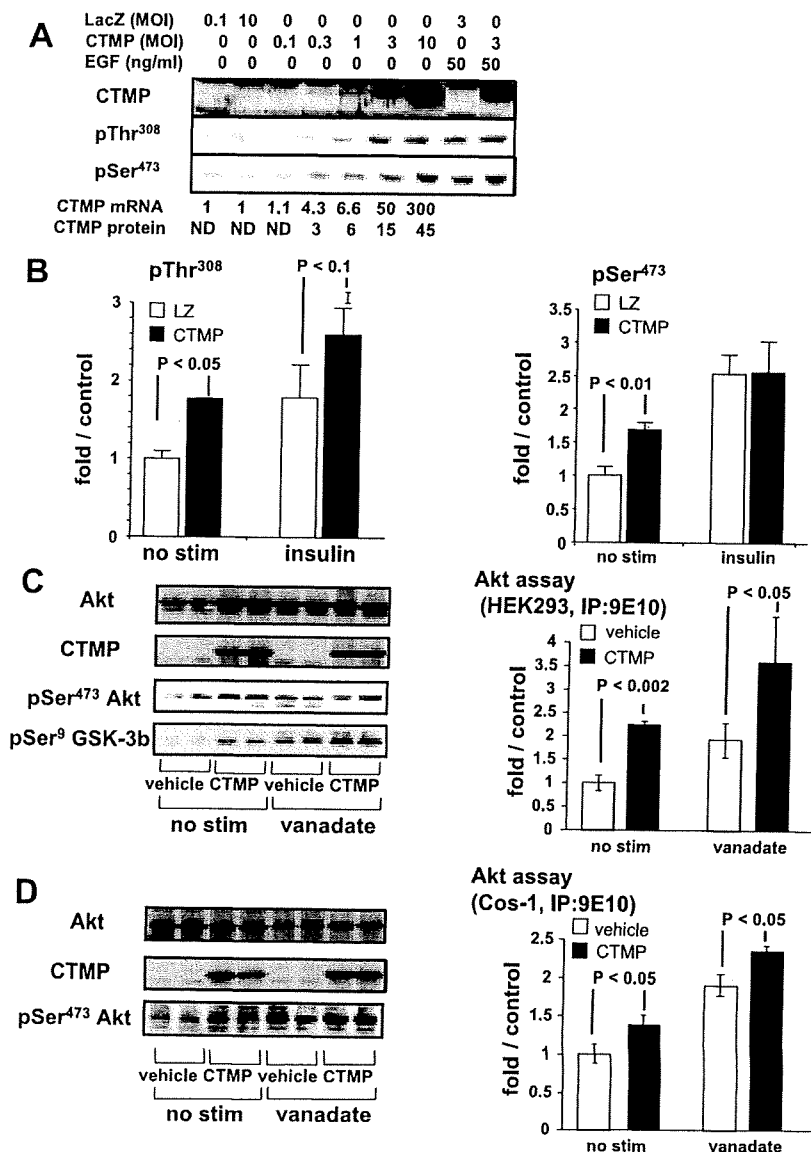 A
LacZ (MOI) 0.1 10 0 0 0 0 0 3 0
CTMP (MOI) 0 0 0.1 0.3 1 3 10 0 3
EGF (ng/ml) 0 0 0 0 0 0 0 50 50
CTMP
pThr308
pSer473
CTMP mRNA 1 1 1.1 4.3 6.6 50 300
CTMP protein ND ND ND 3 6 15 45
B
pThr308
P < 0.1
3
LZ
CTMP
P < 0.05
2
1
0
fold / control
no stim insulin
pSer473
3.5
LZ
CTMP
3
2.5
P < 0.01
2
1.5
1
0.5
0
fold / control
no stim insulin
C
Akt
CTMP
pSer473 Akt
pSer9 GSK-3b
vehicle CTMP vehicle CTMP
no stim vanadate
Akt assay
(HEK293, IP:9E10)
P < 0.05
vehicle
CTMP
P < 0.002
4
3.5
3
2.5
2
1.5
1
0.5
0
fold / control
no stim vanadate
D
Akt
CTMP
pSer473 Akt
vehicle CTMP vehicle CTMP
no stim vanadate
Akt assay
(Cos-1, IP:9E10)
P < 0.05
vehicle
CTMP
P < 0.05
2.5
2
1.5
1
0.5
0
fold / control
no stim vanadate